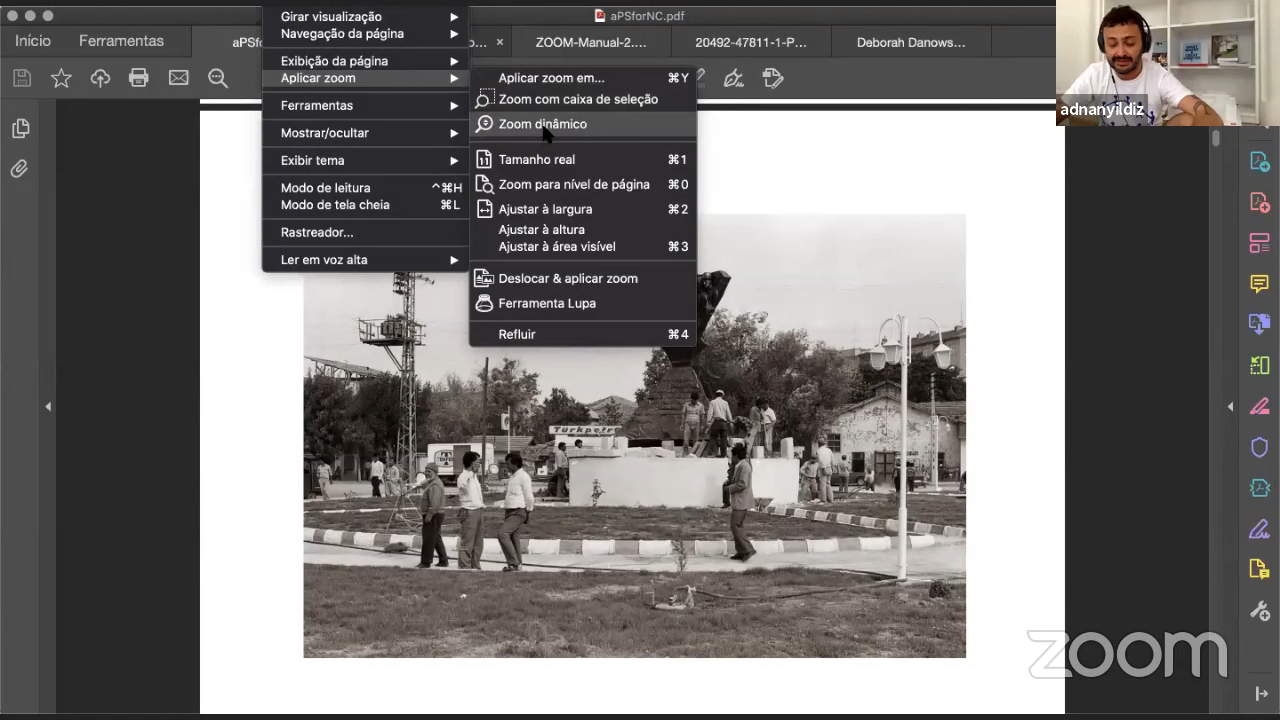 aPSforNC.pdf
Início
Ferramentas
aPSfo
o...
×
ZOOM-Manual-2....
20492-47811-1-P...
Deborah Danows...
Girar visualização
Navegação da página
Exibição da página
Aplicar zoom
Ferramentas
Mostrar/ocultar
Exibir tema
Modo de leitura ^⌘H
Modo de tela cheia ⌘L
Rastreador...
Ler em voz alta
Aplicar zoom em... ⌘Y
Zoom com caixa de seleção
Zoom dinâmico
Tamanho real ⌘1
Zoom para nível de página ⌘0
Ajustar à largura ⌘2
Ajustar à altura
Ajustar à área visível ⌘3
Deslocar & aplicar zoom
Ferramenta Lupa
Refluir ⌘4
adnanyildiz
Türkpetrol
zoom